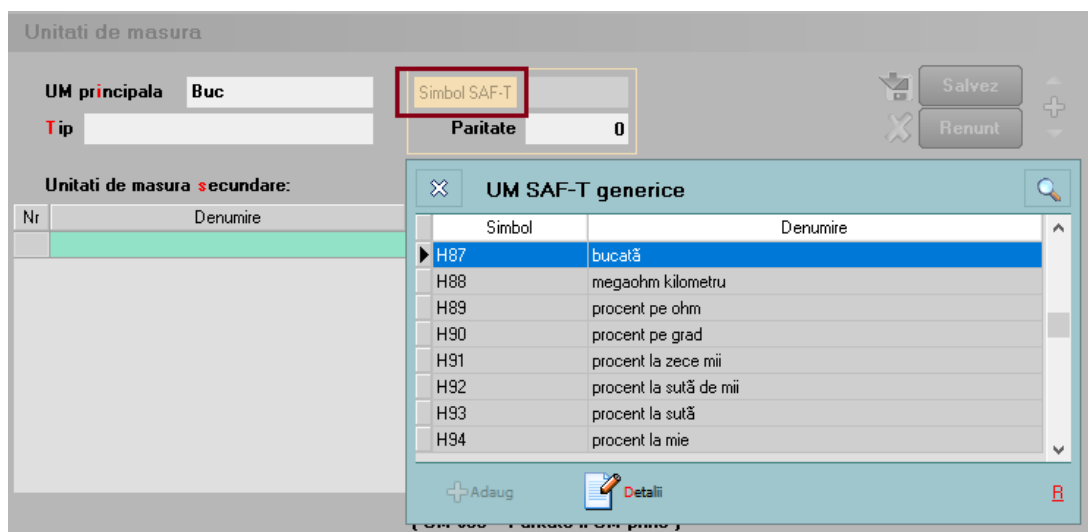 Unitati de masura
UM principala Buc Simbol SAF-T Salvez
Tip Paritate 0 Renunt
Unitati de masura secundare:
Nr Denumire
UM SAF-T generice
Simbol Denumire
H87 bucată
H88 megaohm kilometru
H89 procent pe ohm
H90 procent pe grad
H91 procent la zece mii
H92 procent la sută de mii
H93 procent la sută
H94 procent la mie
Adaug Detalii R